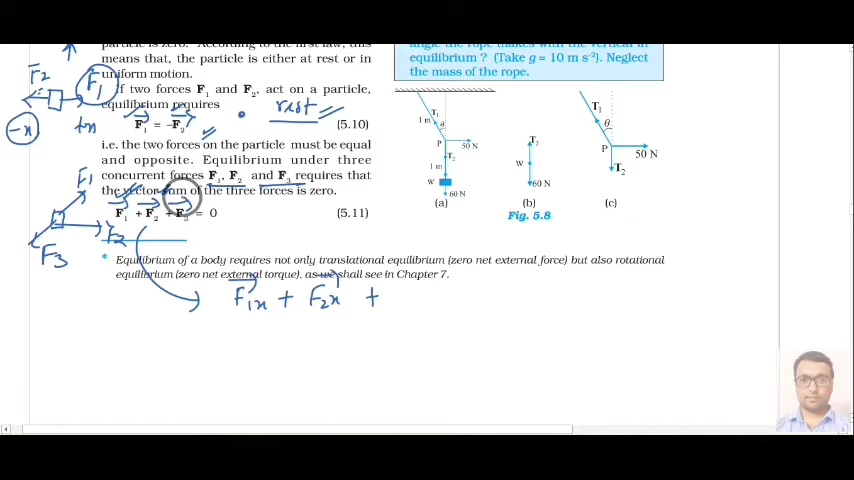 particle is zero. According to the first law, this
means that, the particle is either at rest or in
uniform motion.
If two forces F1 and F2, act on a particle,
equilibrium requires
F1 = −F2 (5.10)
i.e. the two forces on the particle must be equal
and opposite. Equilibrium under three
concurrent forces F1, F2 and F3 requires that
the vector sum of the three forces is zero.
F1 + F2 + F3 = 0 (5.11)
* Equilibrium of a body requires not only translational equilibrium (zero net external force) but also rotational
equilibrium (zero net external torque), as we shall see in Chapter 7.
angle the rope makes with the vertical in
equilibrium ? (Take g = 10 m s-2). Neglect
the mass of the rope.
T1
1 m
θ
P
50 N
T2
1 m
W
60 N
(a)
T2
W
60 N
(b)
T1
θ
P
50 N
T2
(c)
Fig. 5.8
F2
F1
-x
+x
rest
F1
F2
F3
F1x + F2x +